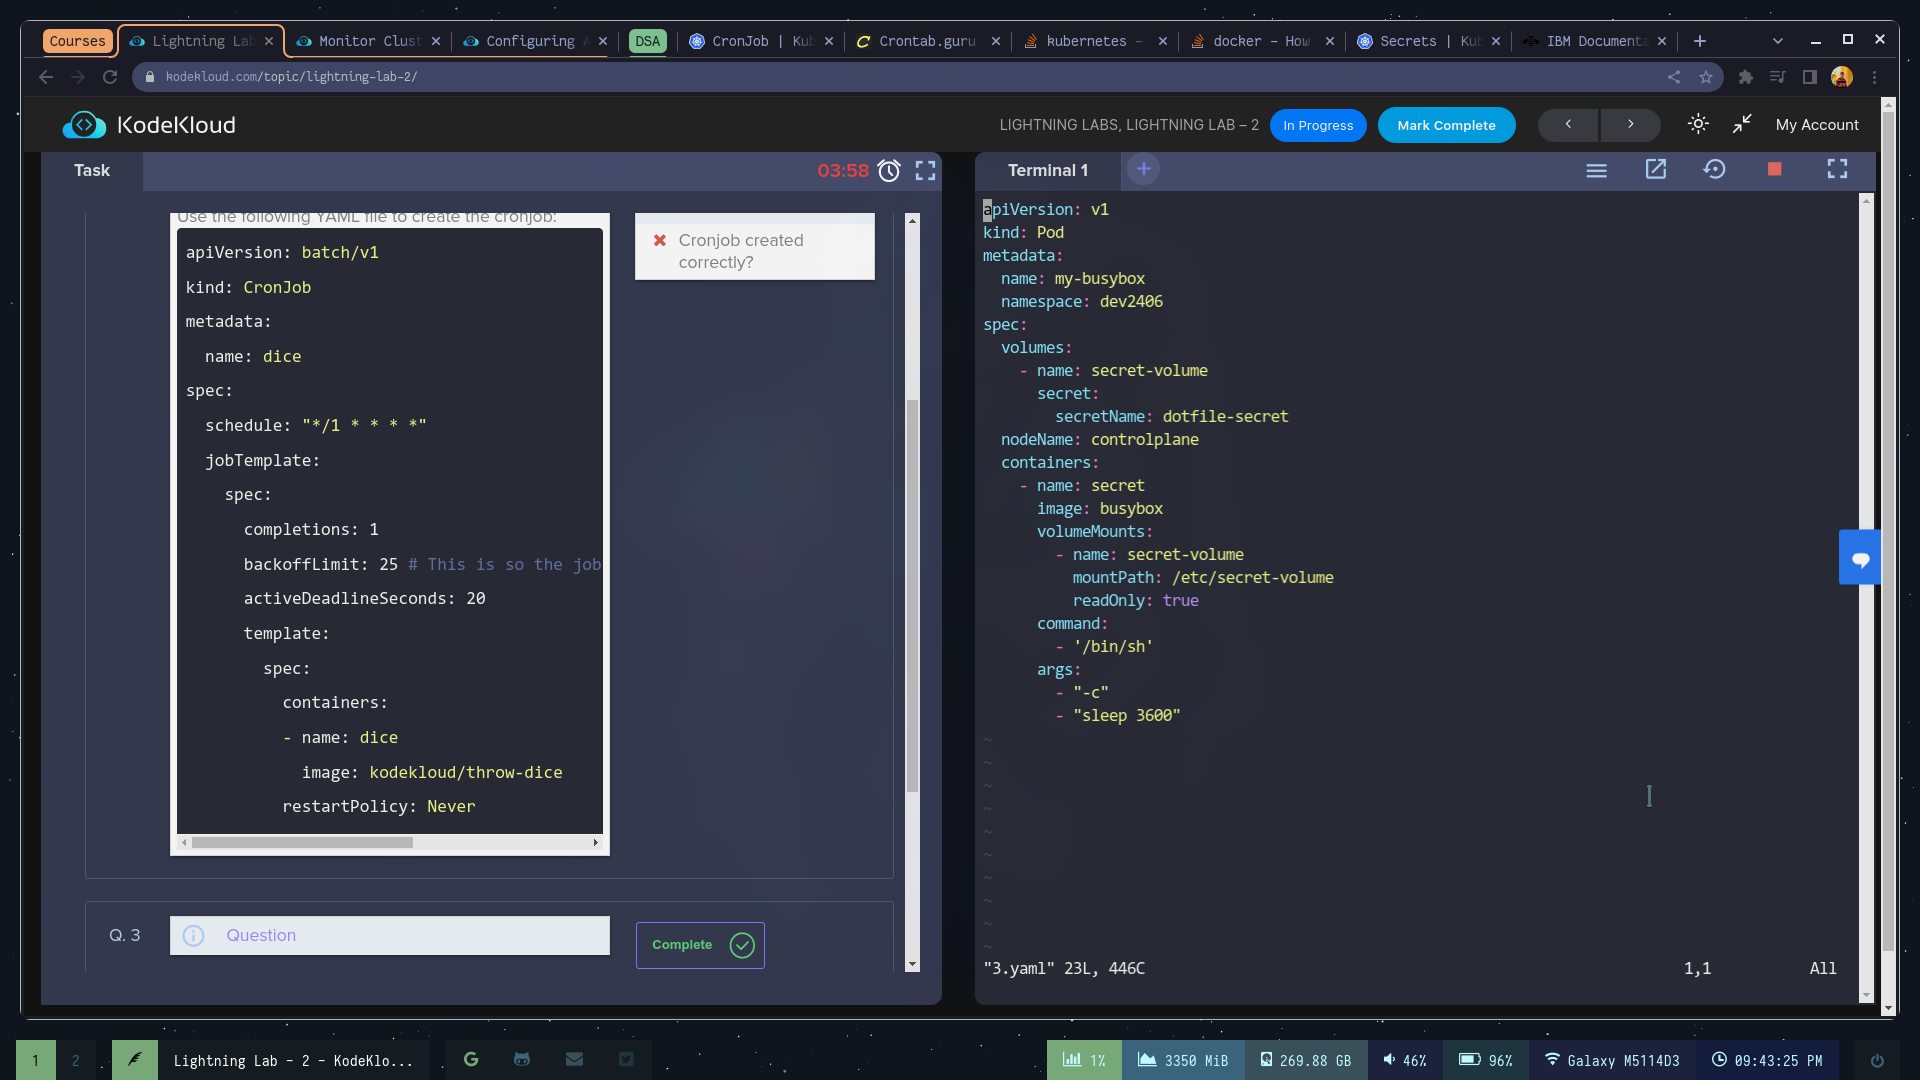 Courses
Lightning Lab
Monitor Clust
Configuring A
DSA
CronJob | Kub
Crontab.guru
kubernetes -
docker - How
Secrets | Kub
IBM Documenta
kodekloud.com/topic/lightning-lab-2/
KodeKloud
LIGHTNING LABS, LIGHTNING LAB – 2
In Progress
Mark Complete
My Account
Task
03:58
Use the following YAML file to create the cronjob:
apiVersion: batch/v1
kind: CronJob
metadata:
  name: dice
spec:
  schedule: "*/1 * * * *"
  jobTemplate:
    spec:
      completions: 1
      backoffLimit: 25 # This is so the job
      activeDeadlineSeconds: 20
      template:
        spec:
          containers:
          - name: dice
            image: kodekloud/throw-dice
          restartPolicy: Never
Cronjob created
correctly?
Q. 3
Question
Complete
Terminal 1
apiVersion: v1
kind: Pod
metadata:
  name: my-busybox
  namespace: dev2406
spec:
  volumes:
    - name: secret-volume
      secret:
        secretName: dotfile-secret
  nodeName: controlplane
  containers:
    - name: secret
      image: busybox
      volumeMounts:
        - name: secret-volume
          mountPath: /etc/secret-volume
          readOnly: true
      command:
        - '/bin/sh'
      args:
        - "-c"
        - "sleep 3600"
~
~
~
~
~
~
~
~
~
~
"3.yaml" 23L, 446C
1,1
All
1
2
Lightning Lab – 2 – KodeKlo...
1%
3350 MiB
269.88 GB
46%
96%
Galaxy M5114D3
09:43:25 PM